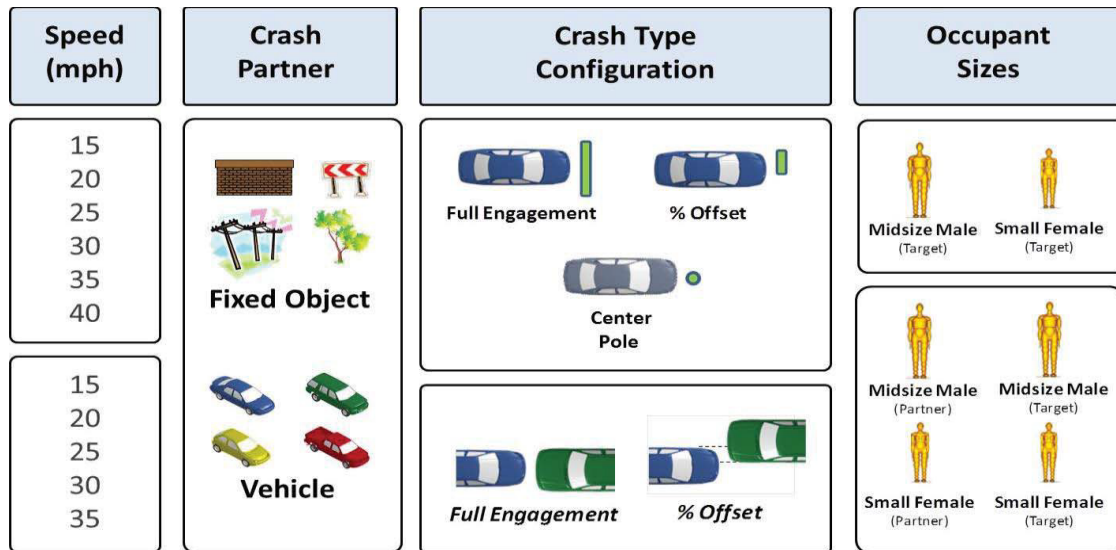 Speed
(mph)
Crash
Partner
Crash Type
Configuration
Occupant
Sizes
15
20
25
30
35
40
Fixed Object
Full Engagement
% Offset
Center
Pole
Midsize Male
(Target)
Small Female
(Target)
15
20
25
30
35
Vehicle
Full Engagement
% Offset
Midsize Male
(Partner)
Midsize Male
(Target)
Small Female
(Partner)
Small Female
(Target)